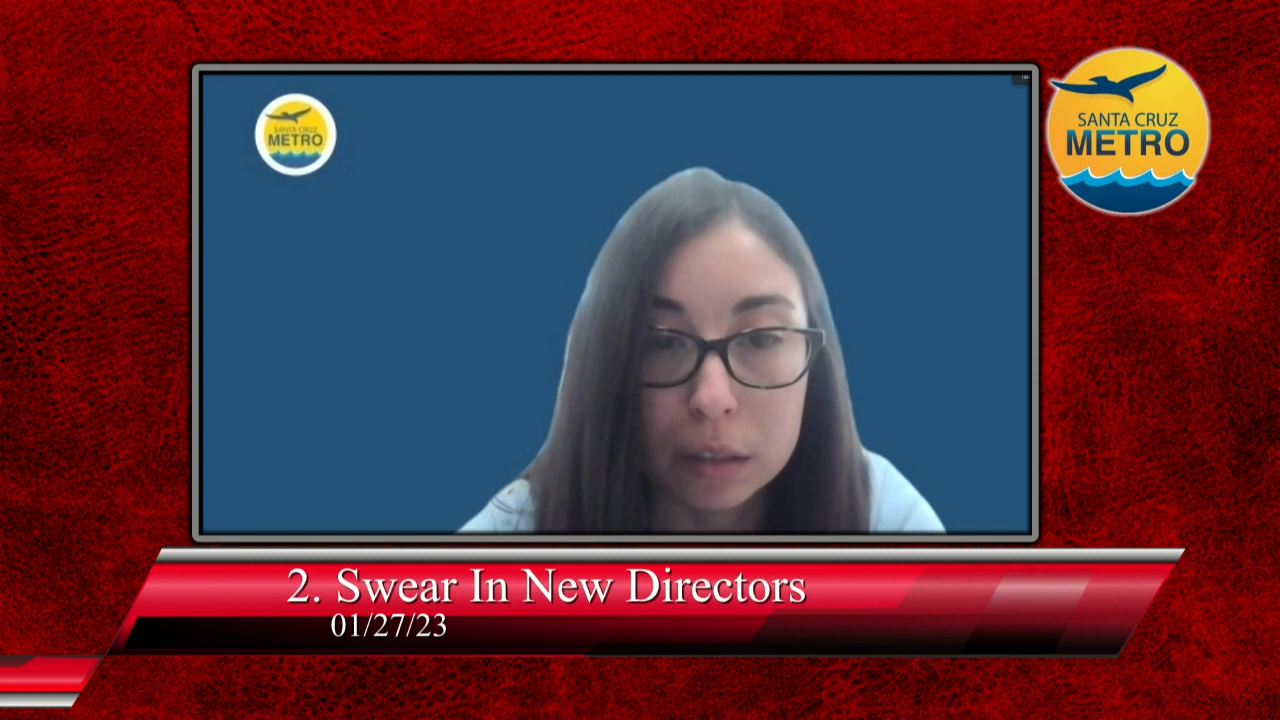 SANTA CRUZ
METRO
SANTA CRUZ
METRO
2. Swear In New Directors
01/27/23